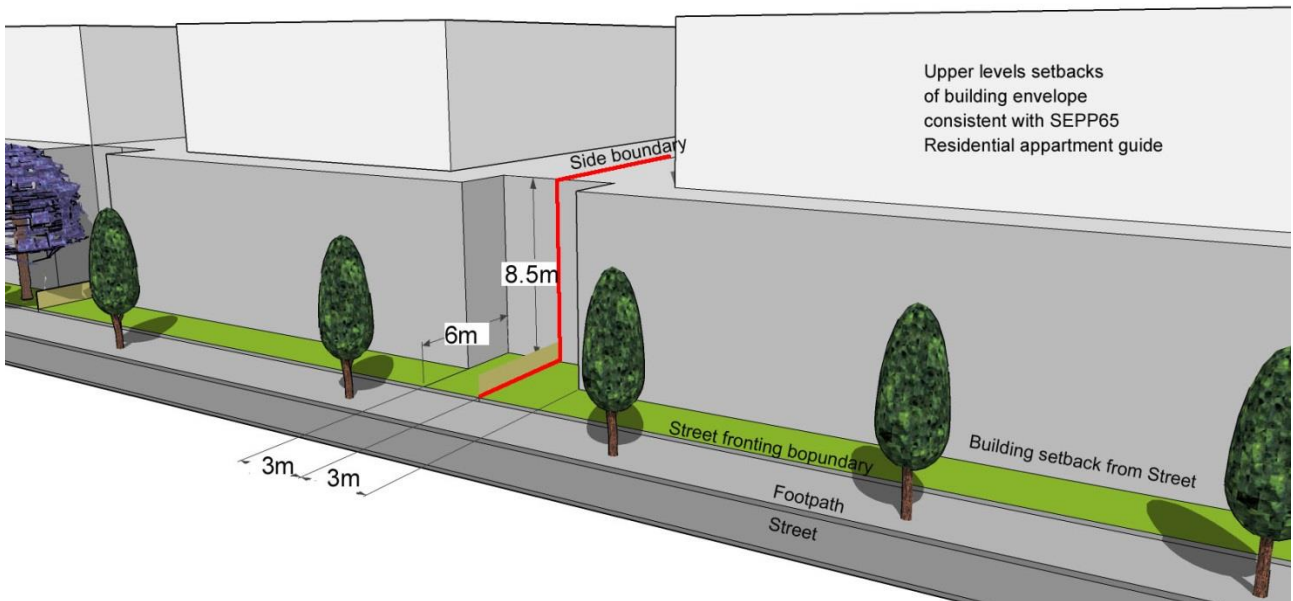 Upper levels setbacks
of building envelope
consistent with SEPP65
Residential appartment guide
Side boundary
8.5m
6m
3m
3m
Street fronting bopundary
Building setback from Street
Footpath
Street